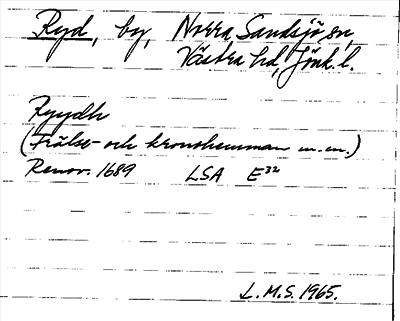 Ryd, by, Norra Sandsjö sn,
Västra hd, Jönk. l.
Ryydh
(Frälse- och kronohemman m.m.)
Renov. 1689 LSA E³²
L.M.S. 1965.